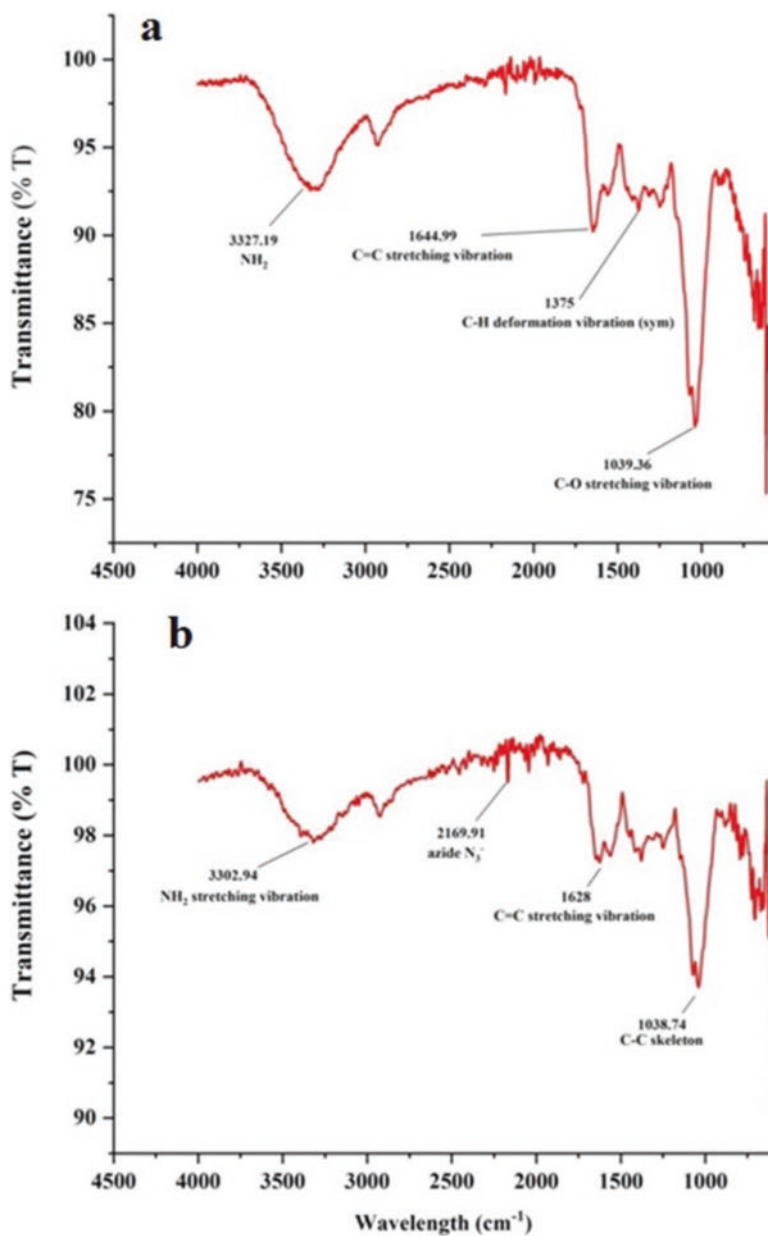 a
100
95
90
85
80
75
Transmittance (% T)
3327.19
NH₂
1644.99
C=C stretching vibration
1375
C-H deformation vibration (sym)
1039.36
C-O stretching vibration
4500 4000 3500 3000 2500 2000 1500 1000
b
104
102
100
98
96
94
92
90
Transmittance (% T)
3302.94
NH₂ stretching vibration
2169.91
azide N₃⁻
1628
C=C stretching vibration
1038.74
C-C skeleton
4500 4000 3500 3000 2500 2000 1500 1000
Wavelength (cm⁻¹)